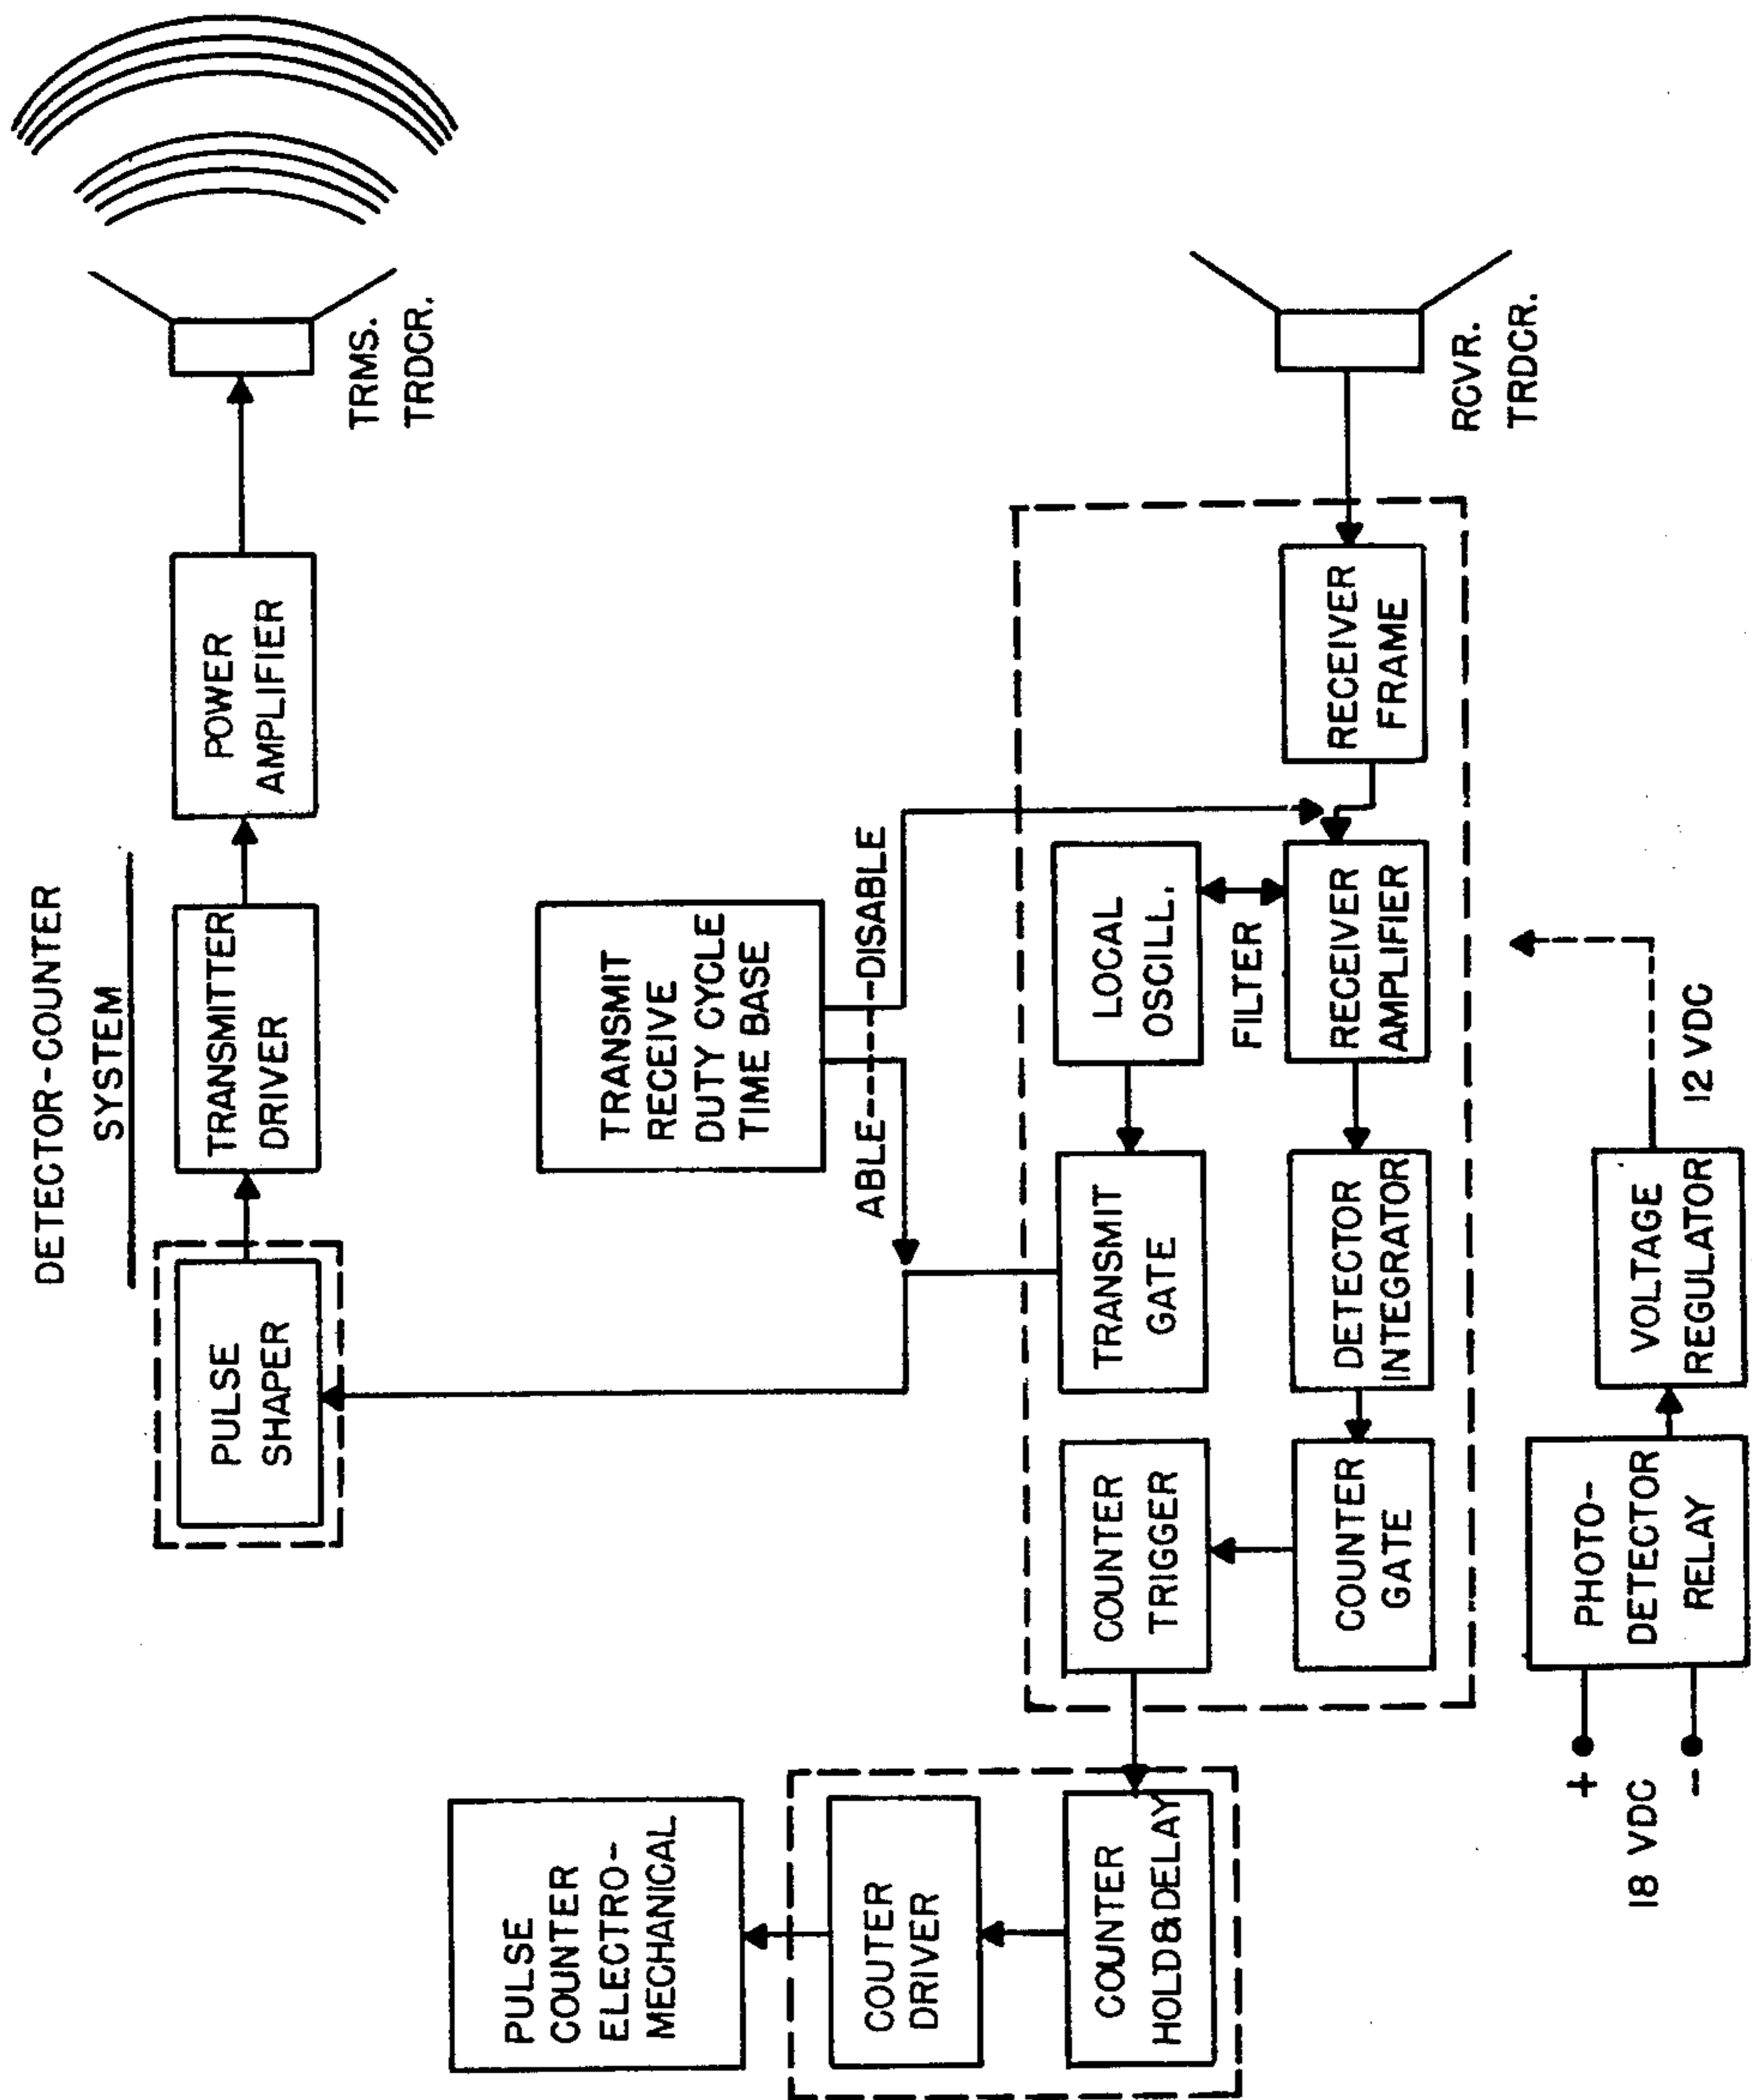 DETECTOR-COUNTER
SYSTEM
PULSE
SHAPER
TRANSMITTER
DRIVER
POWER
AMPLIFIER
TRMS.
TRDCR.
TRANSMIT
RECEIVE
DUTY CYCLE
TIME BASE
ABLE
DISABLE
PULSE
COUNTER
ELECTRO-
MECHANICAL
COUTER
DRIVER
COUNTER
HOLD&DELAY
COUNTER
TRIGGER
TRANSMIT
GATE
LOCAL
OSCILL.
FILTER
COUNTER
GATE
DETECTOR
INTEGRATOR
RECEIVER
AMPLIFIER
RECEIVER
FRAME
RCVR.
TRDCR.
18 VDC
+
-
PHOTO-
DETECTOR
RELAY
VOLTAGE
REGULATOR
12 VDC